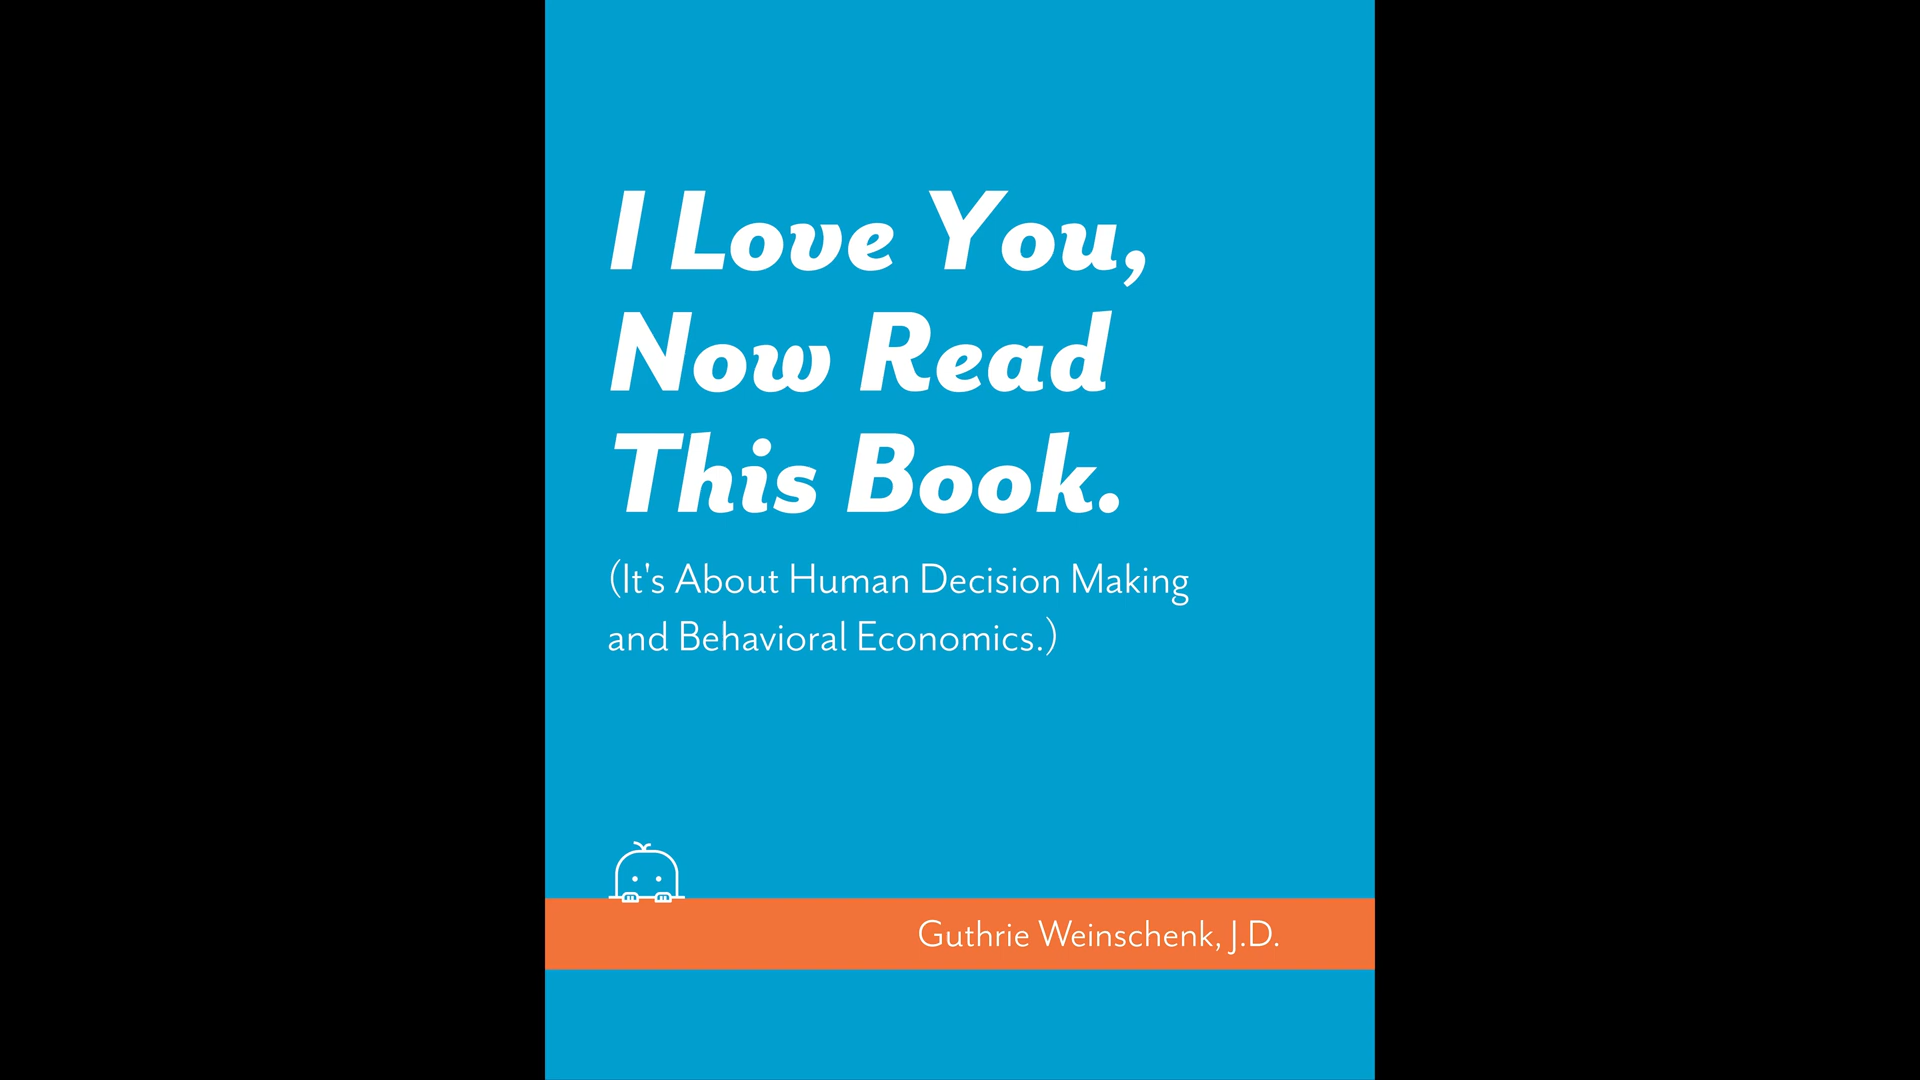 I Love You,
Now Read
This Book.
(It's About Human Decision Making
and Behavioral Economics.)
Guthrie Weinschenk, J.D.